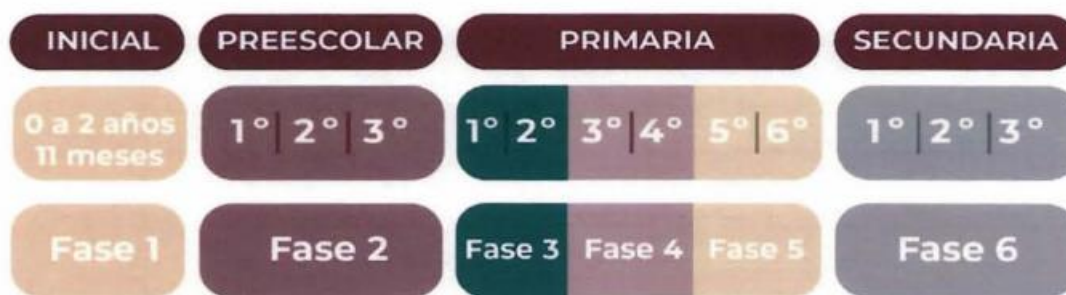 INICIAL PREESCOLAR PRIMARIA SECUNDARIA
0 a 2 años
11 meses
1° | 2° | 3° 1° | 2° 3° | 4° 5° | 6° 1° | 2° | 3°
Fase 1 Fase 2 Fase 3 Fase 4 Fase 5 Fase 6